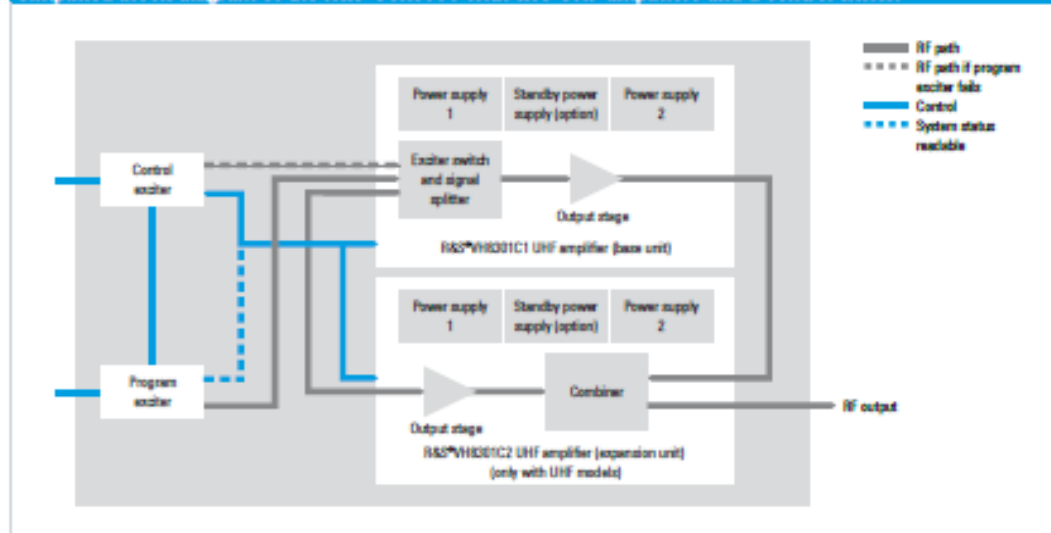 RF path
RF path if program
exciter fails
Control
System status
readable
Power supply
1
Standby power
supply (option)
Power supply
2
Control
exciter
Exciter switch
and signal
splitter
Output stage
R&S®VH8301C1 UHF amplifier (base unit)
Power supply
1
Standby power
supply (option)
Power supply
2
Program
exciter
Combiner
RF output
Output stage
R&S®VH8301C2 UHF amplifier (expansion unit)
(only with UHF models)